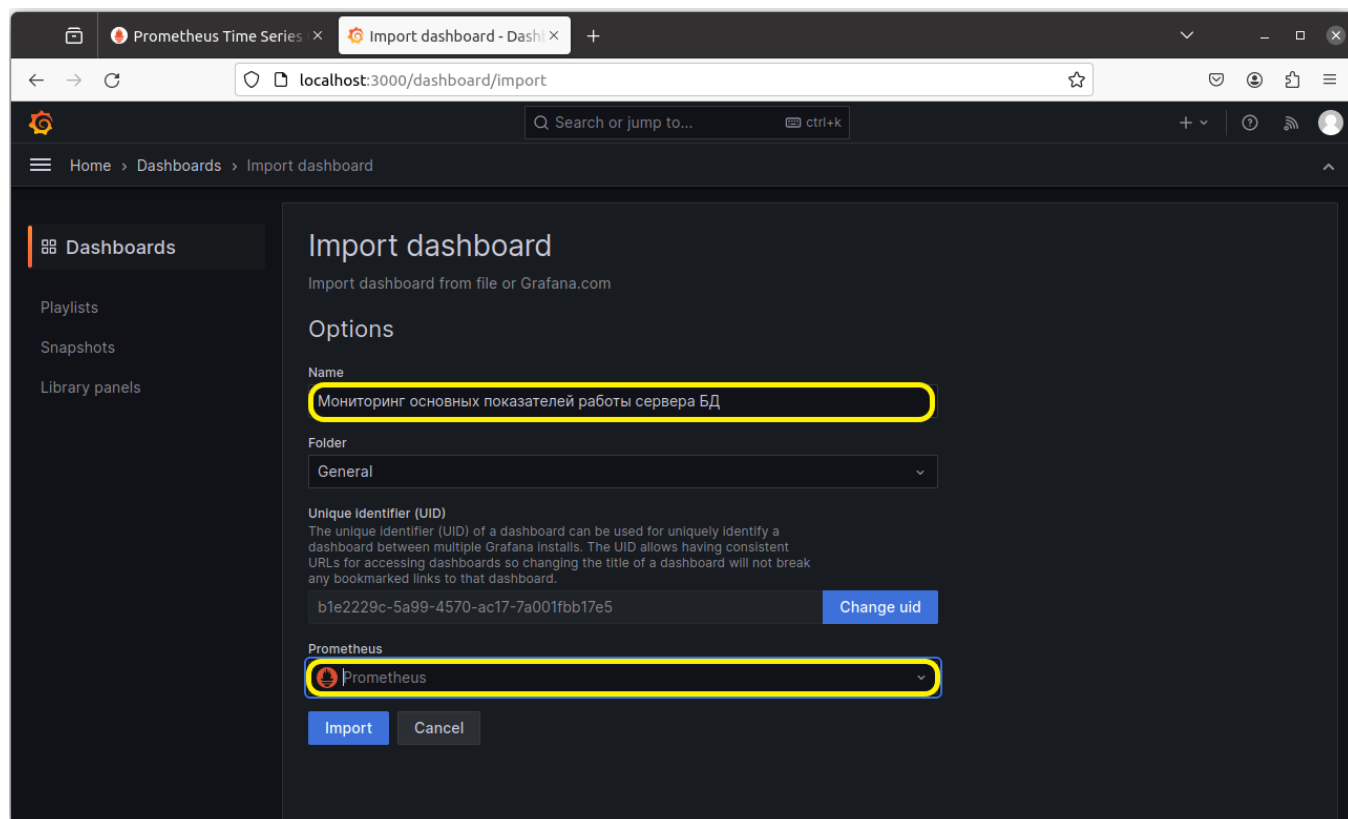 Prometheus Time Series
Import dashboard - Dash
localhost:3000/dashboard/import
Search or jump to...
ctrl+k
Home › Dashboards › Import dashboard
Dashboards
Playlists
Snapshots
Library panels
Import dashboard
Import dashboard from file or Grafana.com
Options
Name
Мониторинг основных показателей работы сервера БД
Folder
General
Unique identifier (UID)
The unique identifier (UID) of a dashboard can be used for uniquely identify a
dashboard between multiple Grafana installs. The UID allows having consistent
URLs for accessing dashboards so changing the title of a dashboard will not break
any bookmarked links to that dashboard.
b1e2229c-5a99-4570-ac17-7a001fbb17e5
Change uid
Prometheus
Prometheus
Import
Cancel